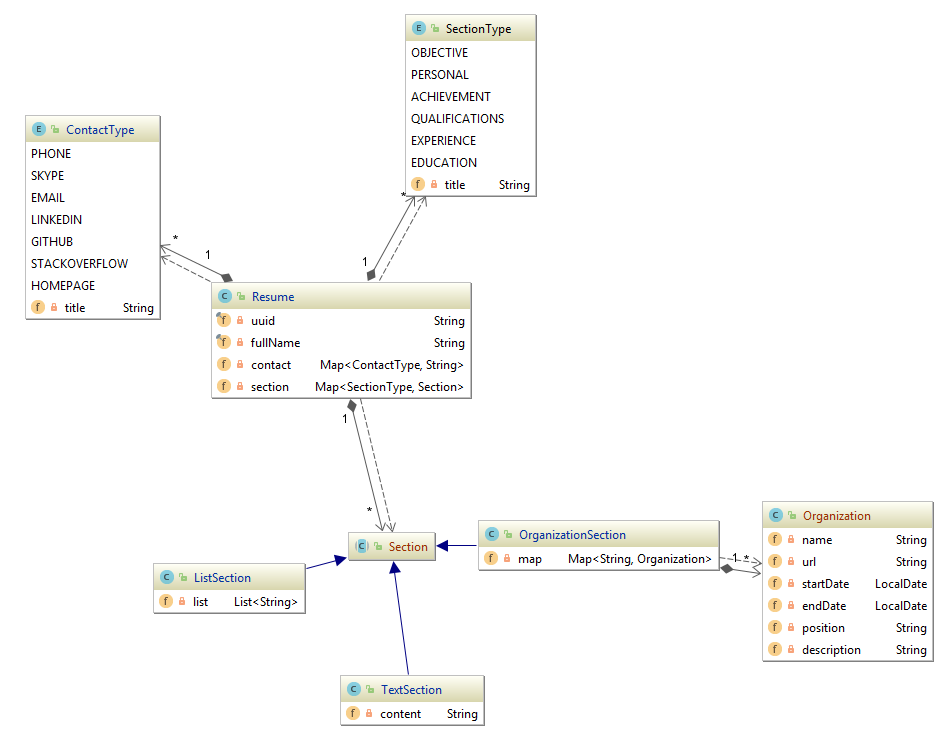 E SectionType
OBJECTIVE
PERSONAL
ACHIEVEMENT
QUALIFICATIONS
EXPERIENCE
EDUCATION
f title String
E ContactType
PHONE
SKYPE
EMAIL
LINKEDIN
GITHUB
STACKOVERFLOW
HOMEPAGE
f title String
* 1
* 1
C Resume
f uuid String
f fullName String
f contact Map<ContactType, String>
f section Map<SectionType, Section>
1
*
C Section
C OrganizationSection
f map Map<String, Organization>
1 *
C Organization
f name String
f url String
f startDate LocalDate
f endDate LocalDate
f position String
f description String
C ListSection
f list List<String>
C TextSection
f content String